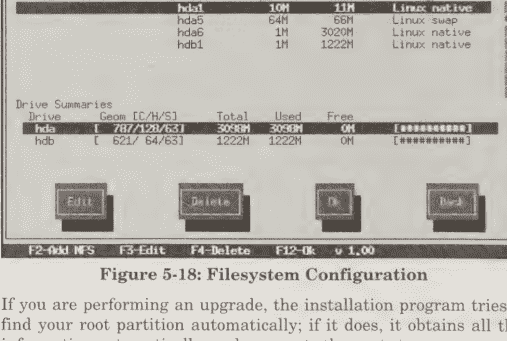 hda1 10M 11M Linux native
hda5 64M 66M Linux swap
hda6 1M 3020M Linux native
hdb1 1M 1222M Linux native
Drive Summaries
Drive Geom [C/H/S] Total Used Free
hda [ 787/128/63] 3098M 3098M 0M [##########]
hdb [ 621/ 64/63] 1222M 1222M 0M [##########]
Edit Delete Ok Back
F2-Add NFS F3-Edit F4-Delete F12-Ok v 1.00
Figure 5-18: Filesystem Configuration
If you are performing an upgrade, the installation program tries
find your root partition automatically; if it does, it obtains all th